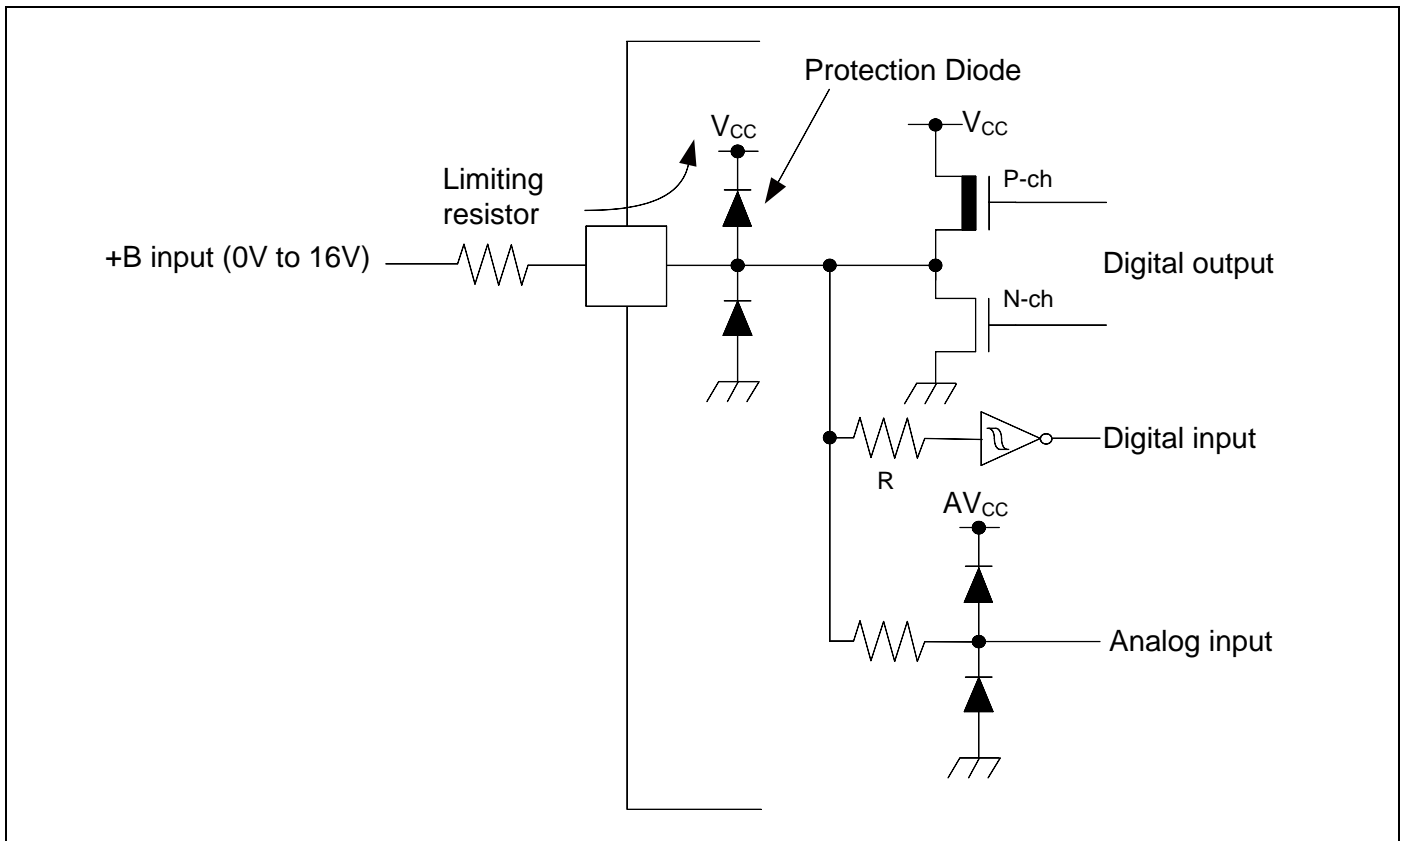 Protection Diode
VCC
VCC
Limiting
resistor
P-ch
+B input (0V to 16V)
Digital output
N-ch
Digital input
R
AVCC
Analog input